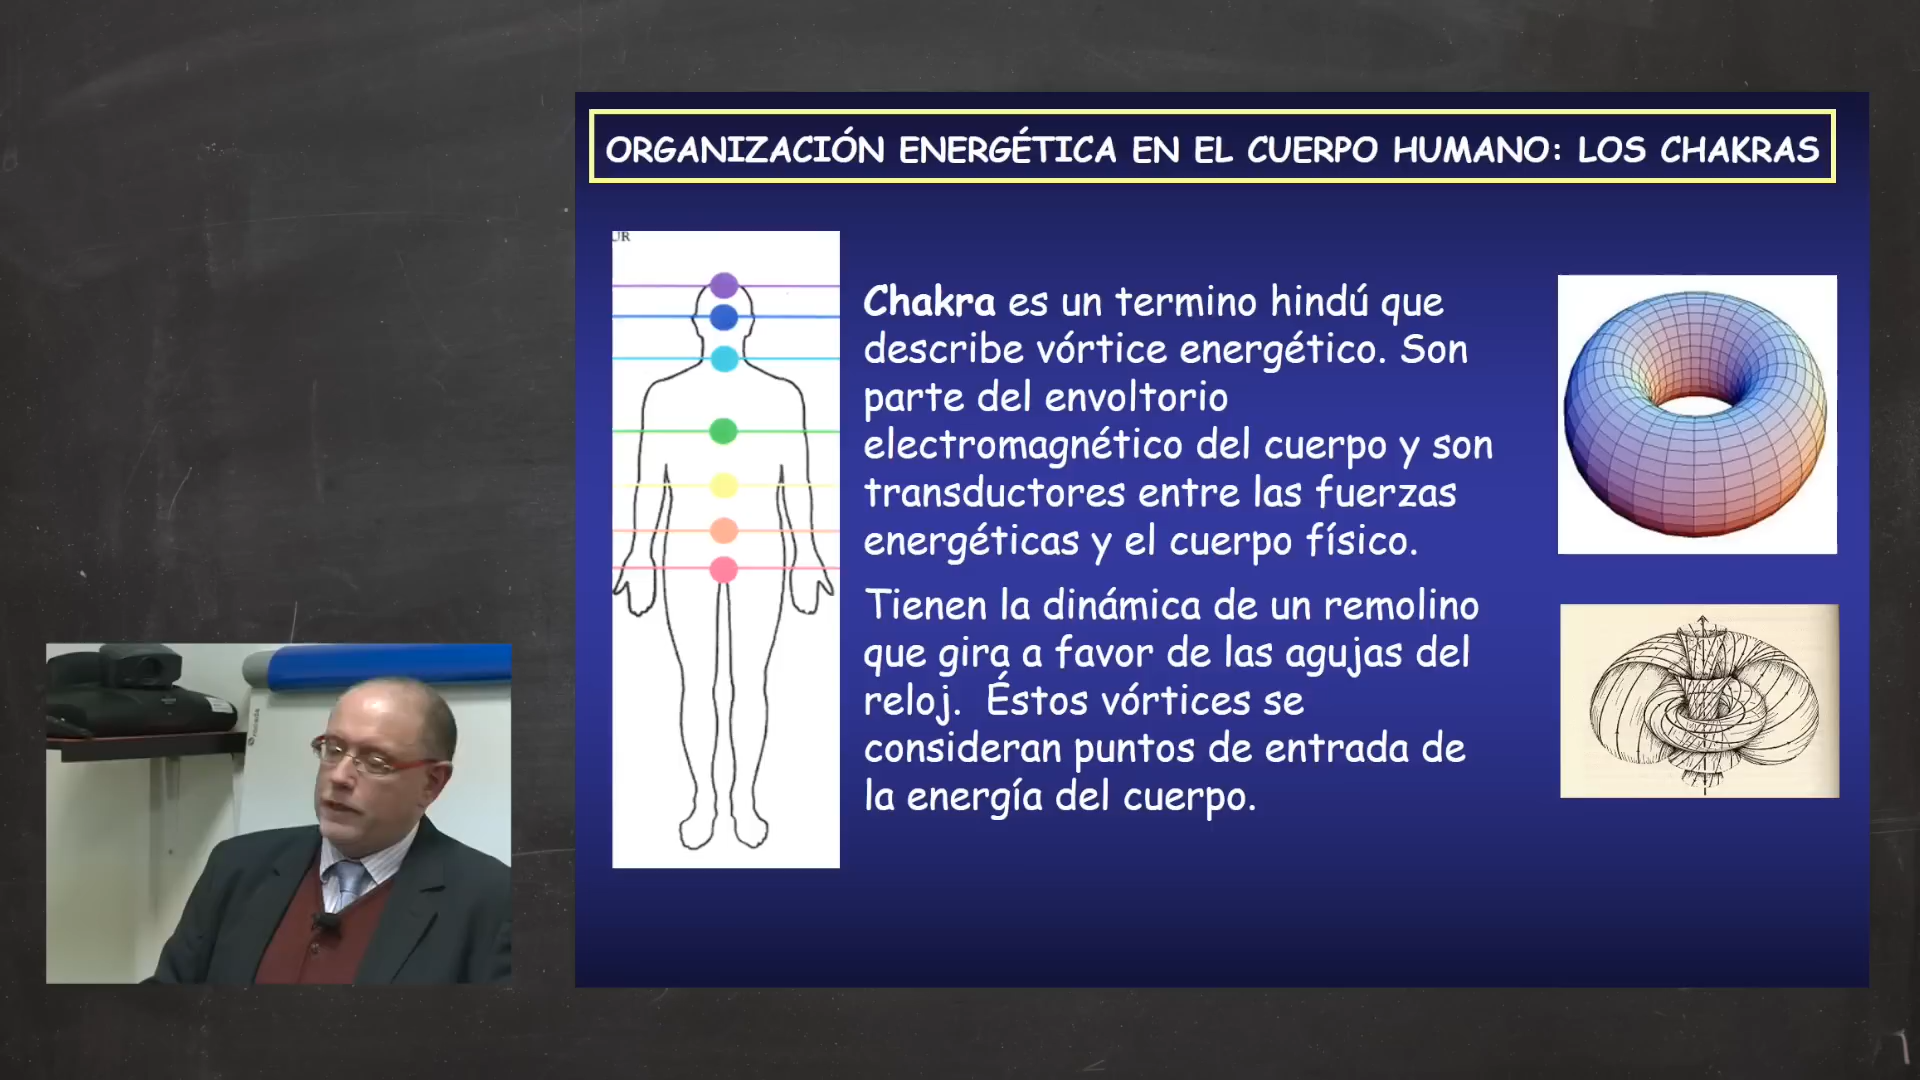 ORGANIZACIÓN ENERGÉTICA EN EL CUERPO HUMANO: LOS CHAKRAS
UR
Chakra es un termino hindú que
describe vórtice energético. Son
parte del envoltorio
electromagnético del cuerpo y son
transductores entre las fuerzas
energéticas y el cuerpo físico.
Tienen la dinámica de un remolino
que gira a favor de las agujas del
reloj. Éstos vórtices se
consideran puntos de entrada de
la energía del cuerpo.